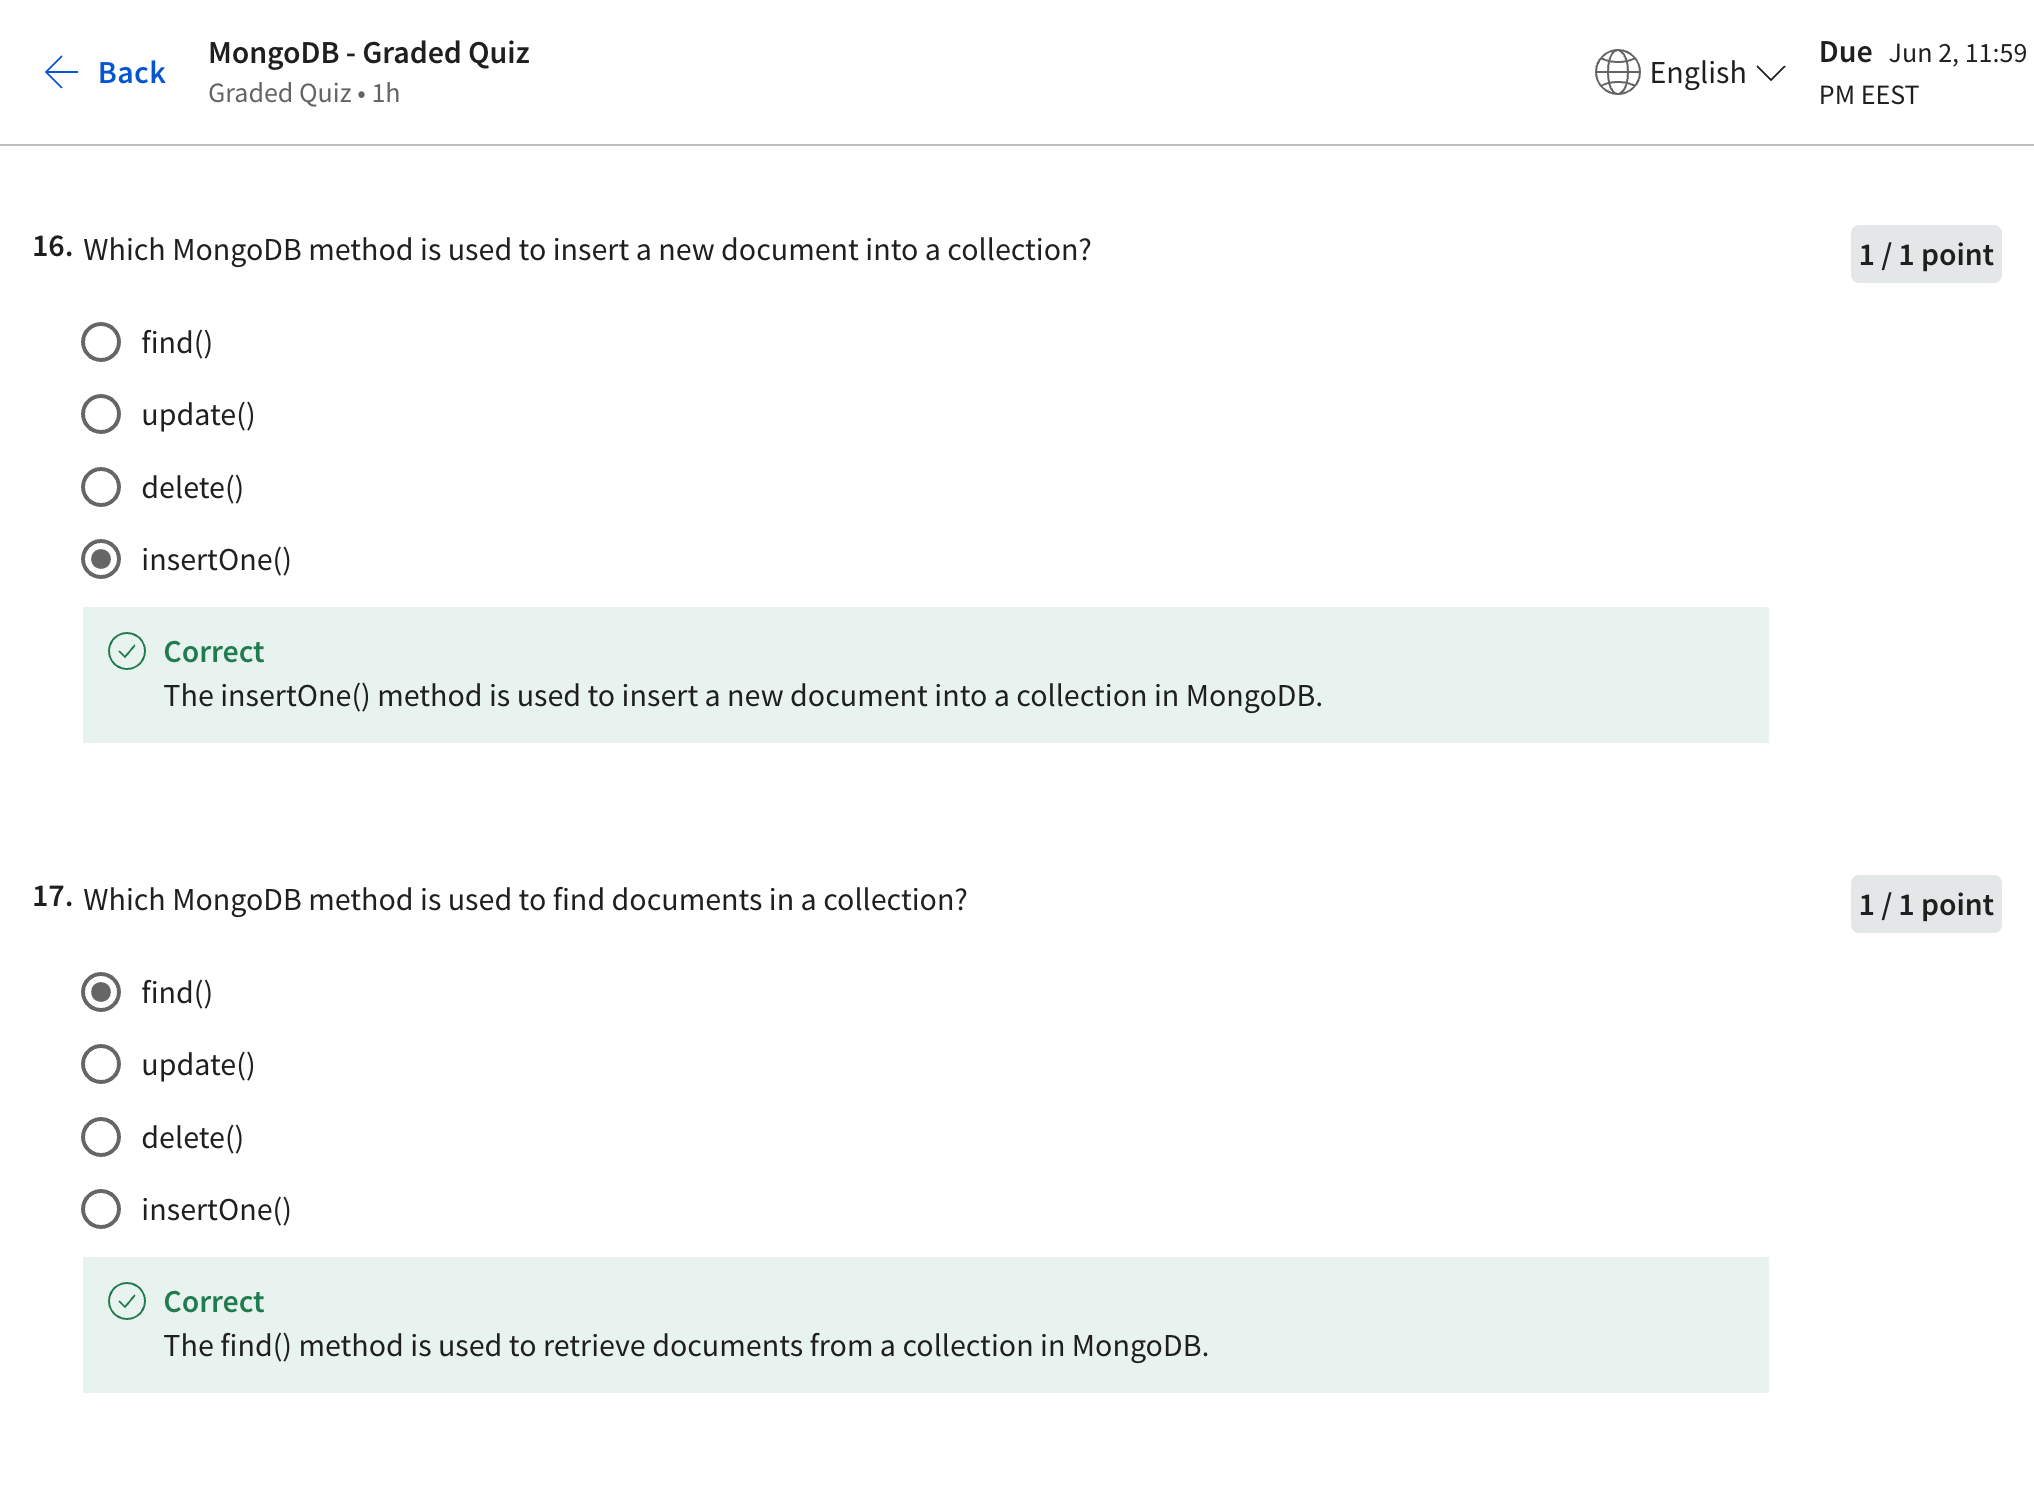 Back
MongoDB - Graded Quiz
Graded Quiz • 1h
English
Due Jun 2, 11:59
PM EEST
16. Which MongoDB method is used to insert a new document into a collection?
1 / 1 point
find()
update()
delete()
insertOne()
Correct
The insertOne() method is used to insert a new document into a collection in MongoDB.
17. Which MongoDB method is used to find documents in a collection?
1 / 1 point
find()
update()
delete()
insertOne()
Correct
The find() method is used to retrieve documents from a collection in MongoDB.